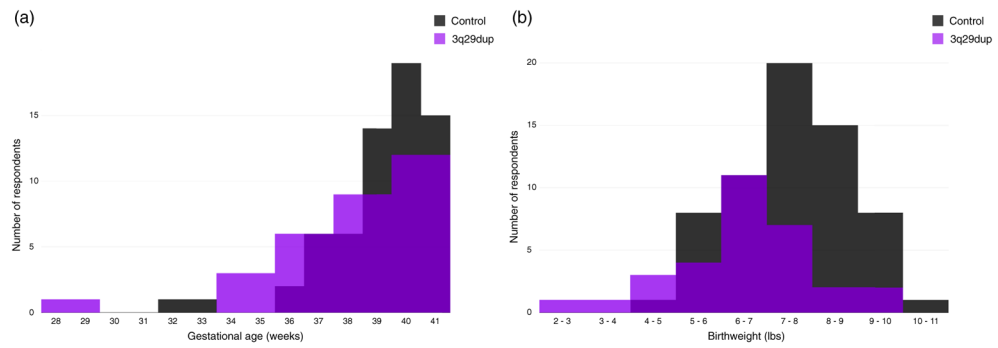 (a)
Control
3q29dup
Number of respondents
15
10
5
0
28 29 30 31 32 33 34 35 36 37 38 39 40 41
Gestational age (weeks)
(b)
Control
3q29dup
Number of respondents
20
15
10
5
0
2 - 3 3 - 4 4 - 5 5 - 6 6 - 7 7 - 8 8 - 9 9 - 10 10 - 11
Birthweight (lbs)